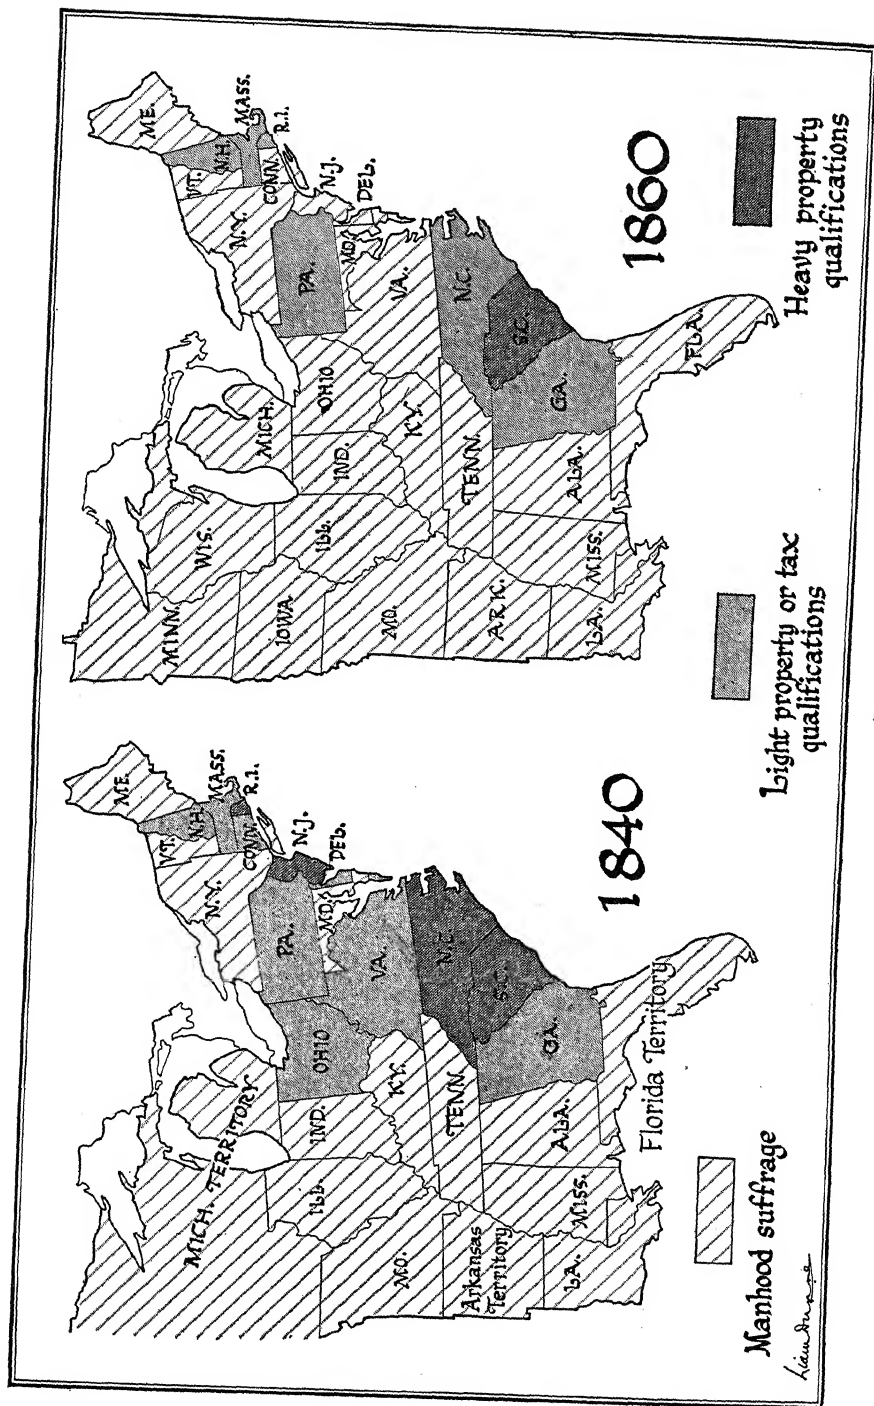 ME.
VT.
N.H.
MASS.
R.I.
CONN.
N.Y.
N.J.
PA.
DEL.
MD.
VA.
OHIO
MICH. TERRITORY
IND.
ILL.
KY.
TENN.
N.C.
S.C.
GA.
ALA.
MISS.
MO.
Arkansas
Territory
LA.
Florida Territory
1840
ME.
VT.
N.H.
MASS.
R.I.
CONN.
N.Y.
N.J.
PA.
DEL.
MD.
VA.
OHIO
MICH.
WIS.
MINN.
IOWA
IND.
ILL.
KY.
TENN.
N.C.
S.C.
GA.
ALA.
MISS.
MO.
ARK.
LA.
FLA.
1860
Manhood suffrage
Light property or tax
qualifications
Heavy property
qualifications